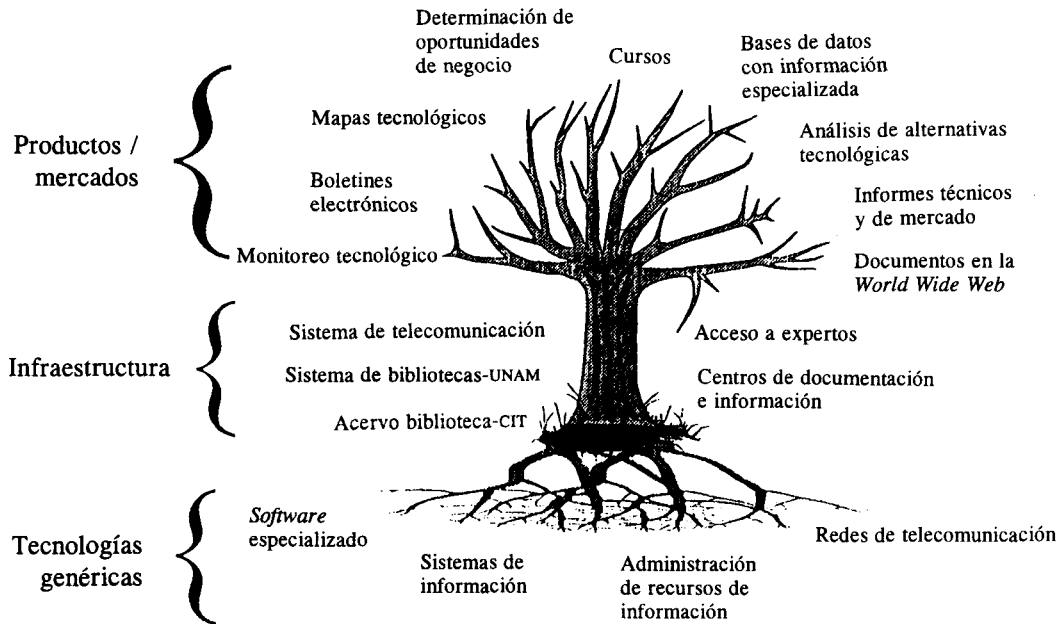 Determinación de
oportunidades
de negocio
Cursos
Bases de datos
con información
especializada
Mapas tecnológicos
Análisis de alternativas
tecnológicas
Productos /
mercados
Boletines
electrónicos
Informes técnicos
y de mercado
Monitoreo tecnológico
Documentos en la
World Wide Web
Sistema de telecomunicación
Acceso a expertos
Infraestructura
Sistema de bibliotecas-UNAM
Centros de documentación
e información
Acervo biblioteca-CIT
Tecnologías
genéricas
Software
especializado
Redes de telecomunicación
Sistemas de
información
Administración
de recursos de
información